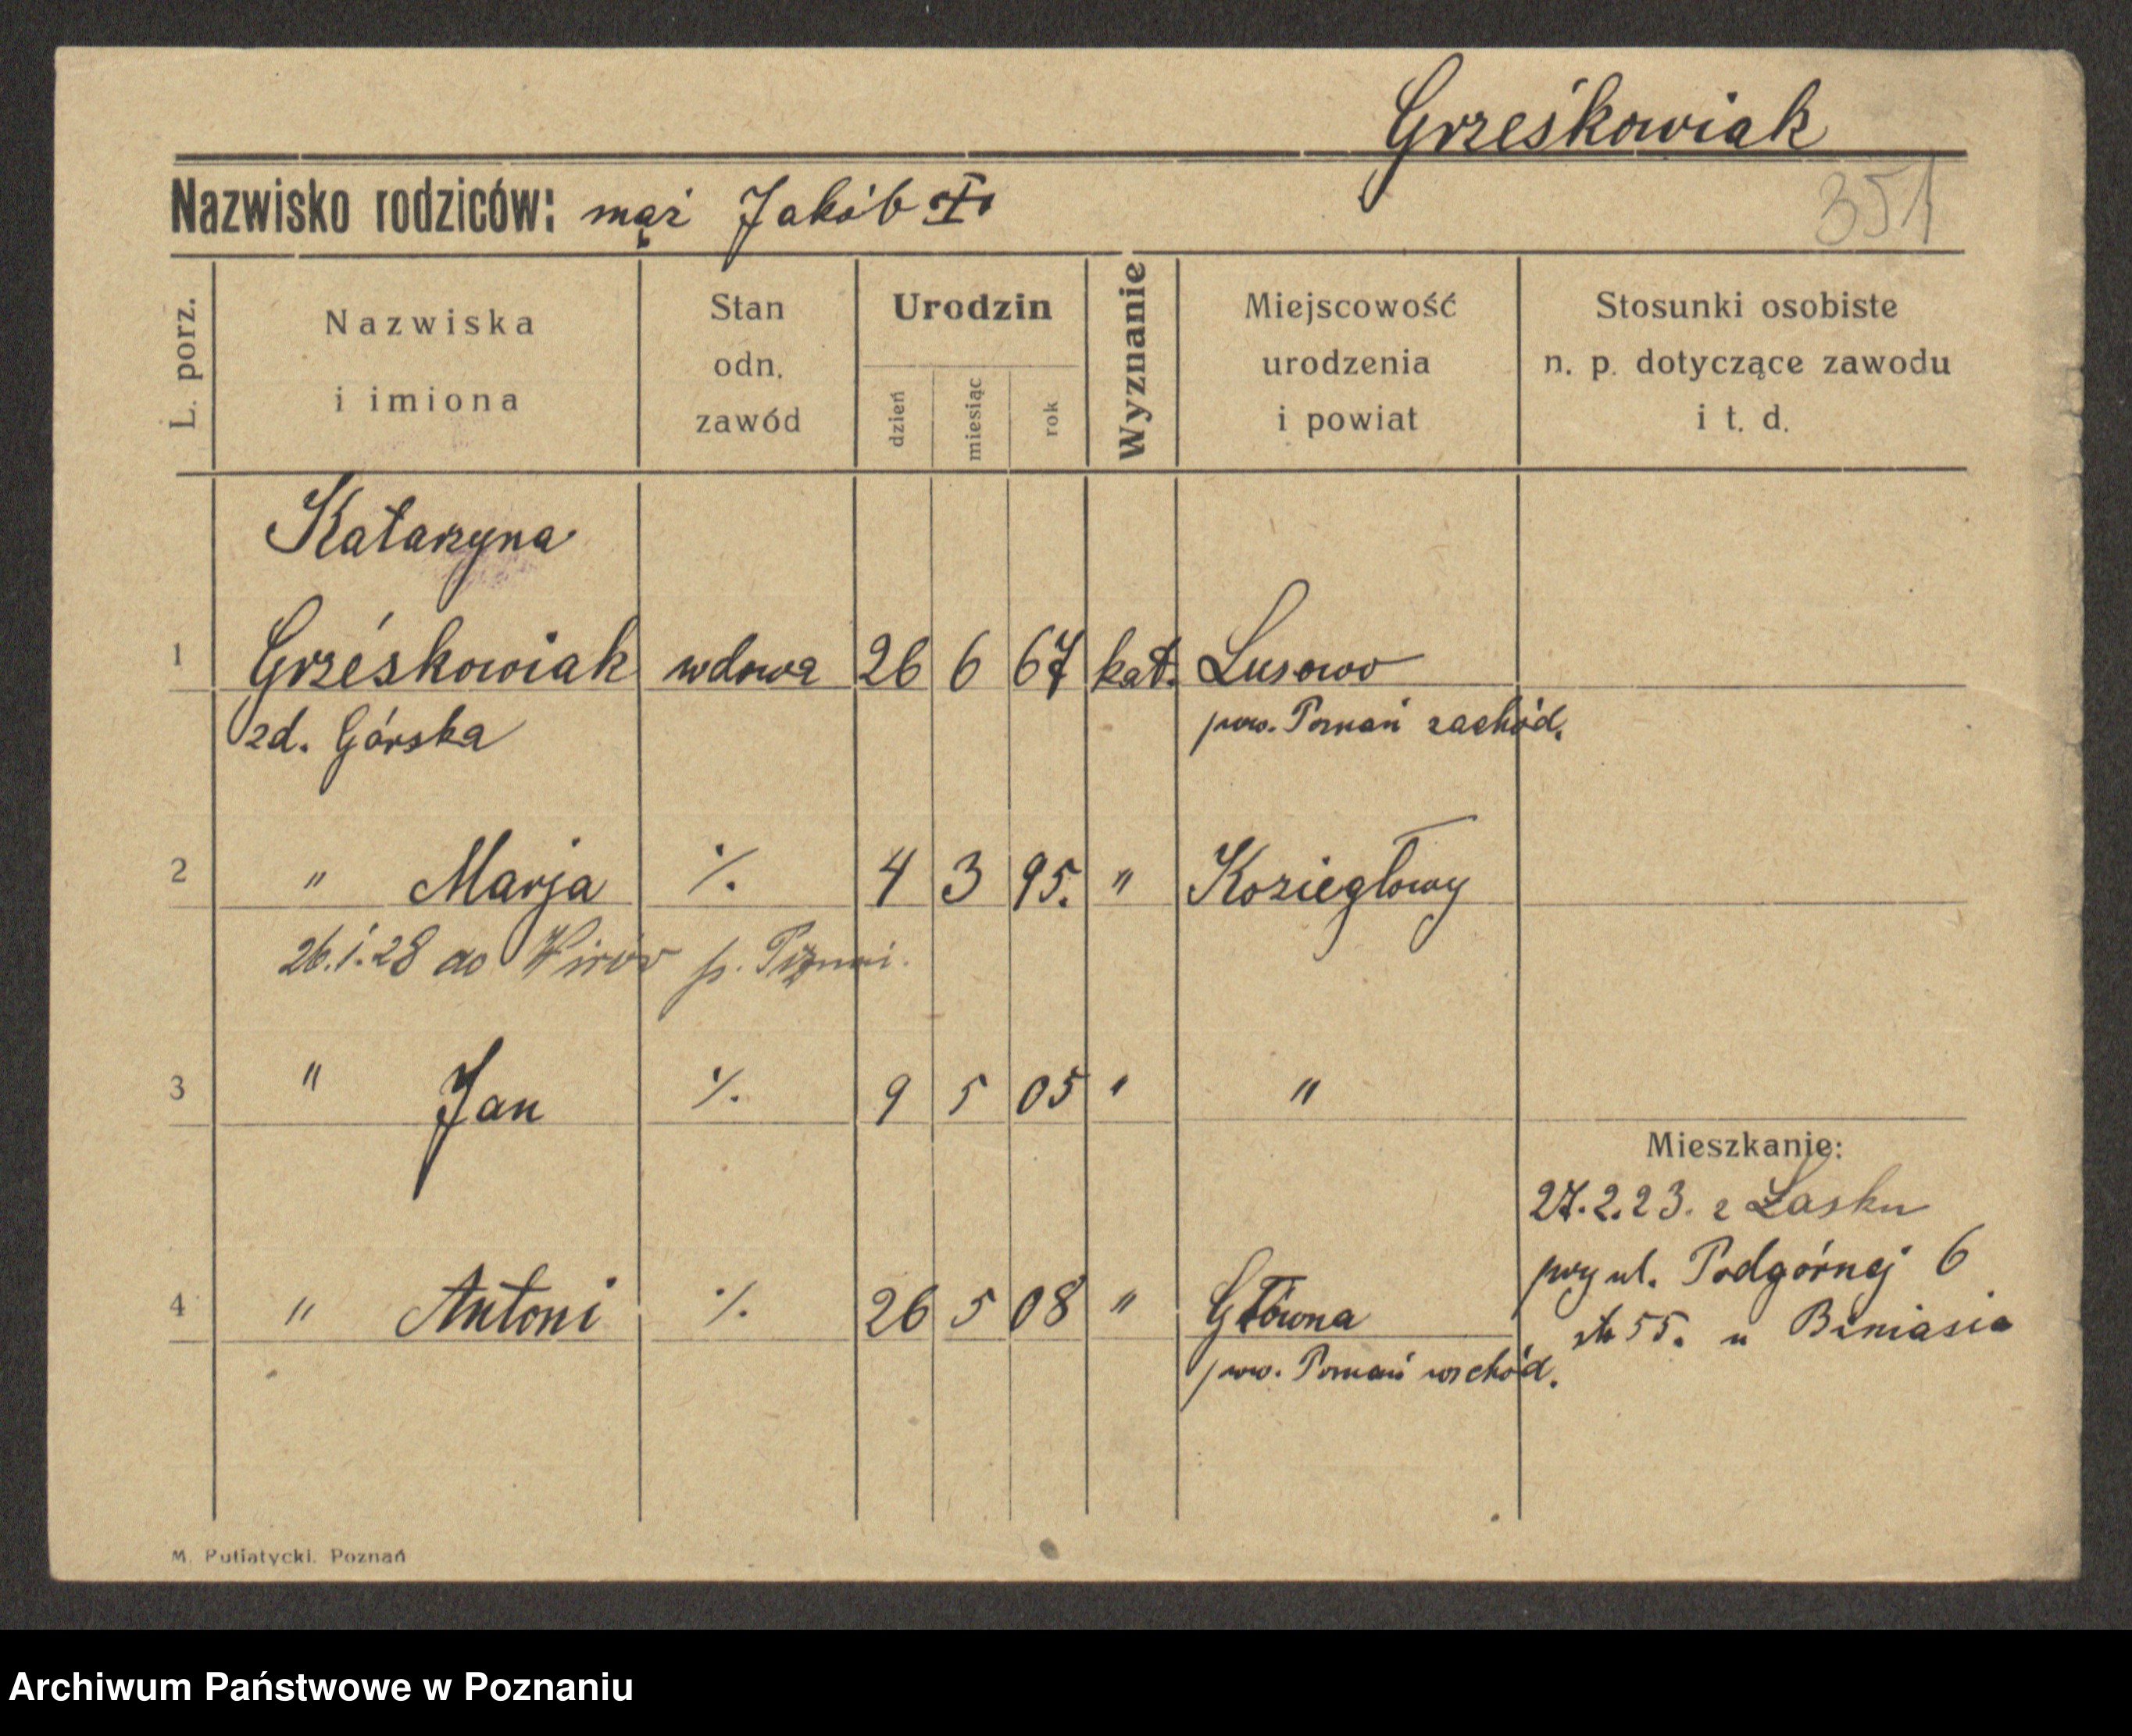 Grześkowiak
Nazwisko rodziców: mąż Jakób
351
L. porz.
Nazwiska
i imiona
Stan
odn.
zawód
Urodzin
dzień
miesiąc
rok
Wyznanie
Miejscowość
urodzenia
i powiat
Stosunki osobiste
n. p. dotyczące zawodu
i t. d.
Katarzyna
1 Grześkowiak wdowa 26 6 67 kat. Lusowo
zd. Górska pow. Poznań zachód.
2 " Marja ./. 4 3 95. " Koziegłowy
26.1.28 do p.
3 " Jan ./. 9 5 05 " "
Mieszkanie:
27.2.23. z Lasku
przy ul. Podgórnej 6
4 " Antoni ./. 26 5 08 " Główna
55. u Beniasia
pow. Poznań wschód.
M. Putiatycki. Poznań
Archiwum Państwowe w Poznaniu